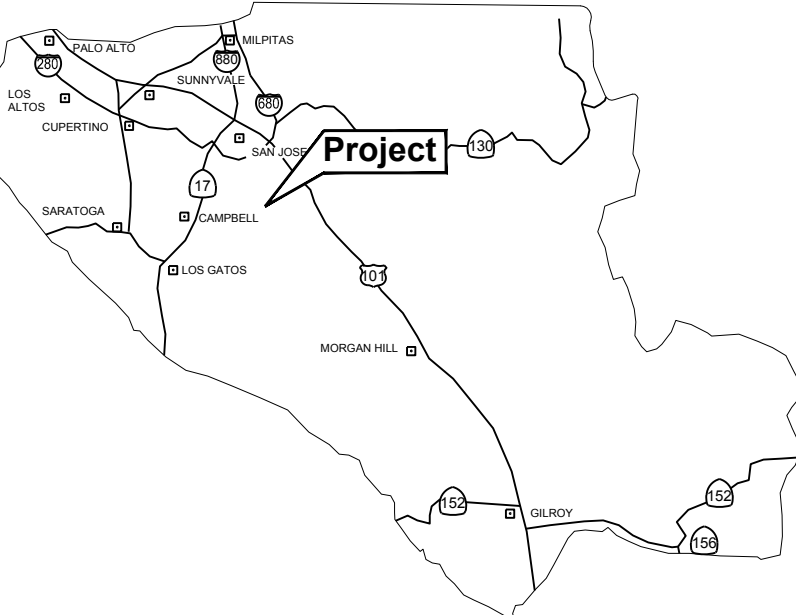 PALO ALTO
MILPITAS
280
880
SUNNYVALE
LOS
ALTOS
680
CUPERTINO
SAN JOSE
Project
130
17
SARATOGA
CAMPBELL
LOS GATOS
101
MORGAN HILL
152
GILROY
152
156